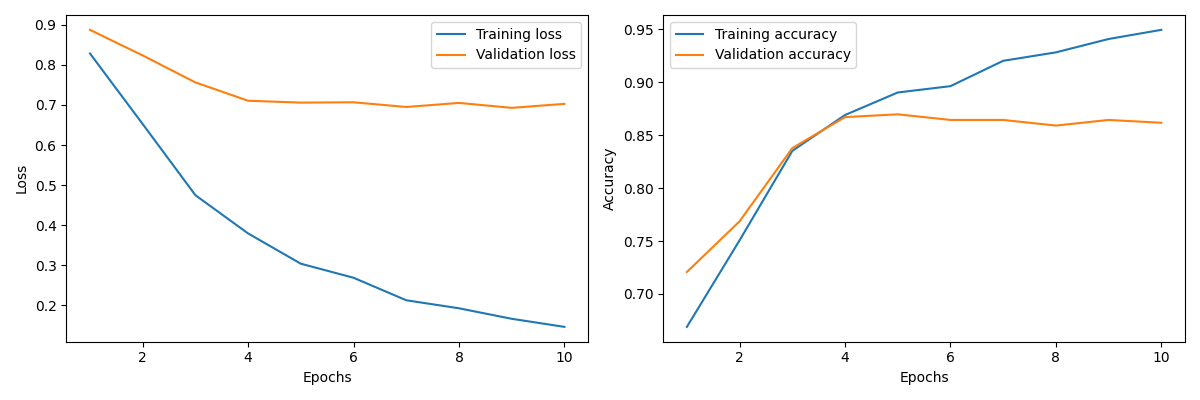 0.9
0.8
0.7
0.6
0.5
0.4
0.3
0.2
Loss
2 4 6 8 10
Epochs
Training loss
Validation loss
0.95
0.90
0.85
0.80
0.75
0.70
Accuracy
2 4 6 8 10
Epochs
Training accuracy
Validation accuracy